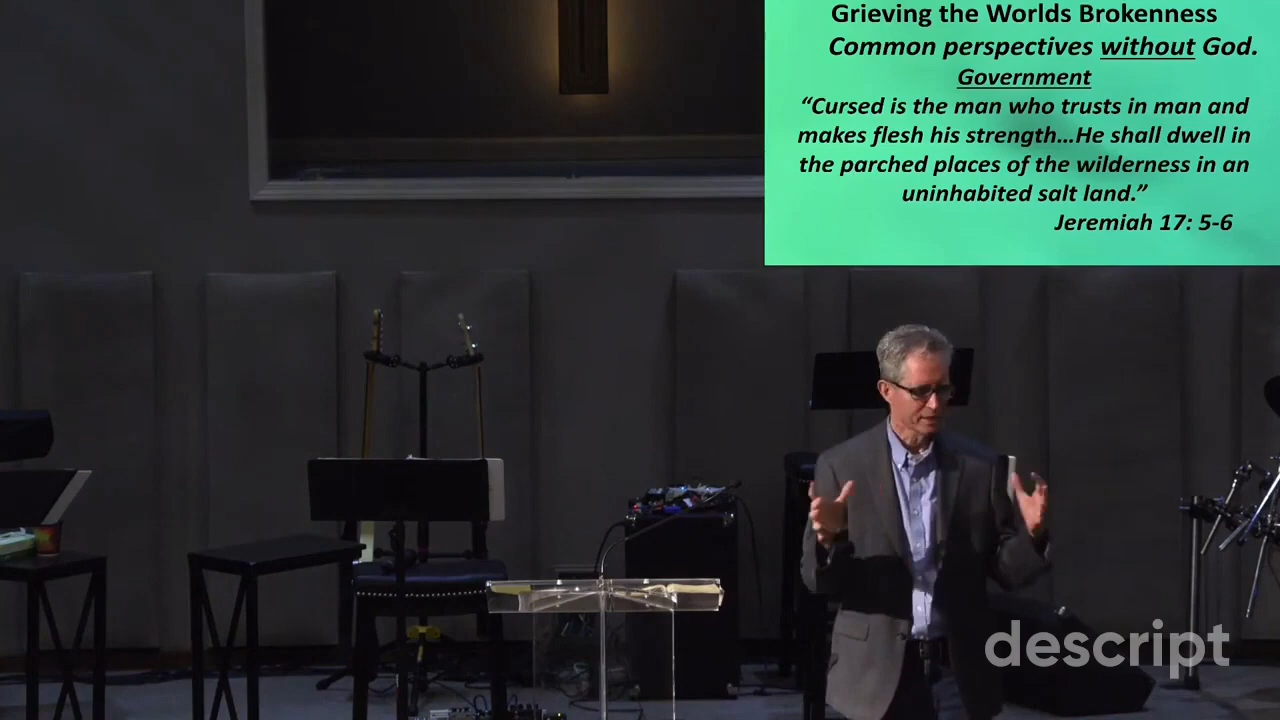 Grieving the Worlds Brokenness
Common perspectives without God.
Government
“Cursed is the man who trusts in man and
makes flesh his strength...He shall dwell in
the parched places of the wilderness in an
uninhabited salt land.”
Jeremiah 17: 5-6
descript